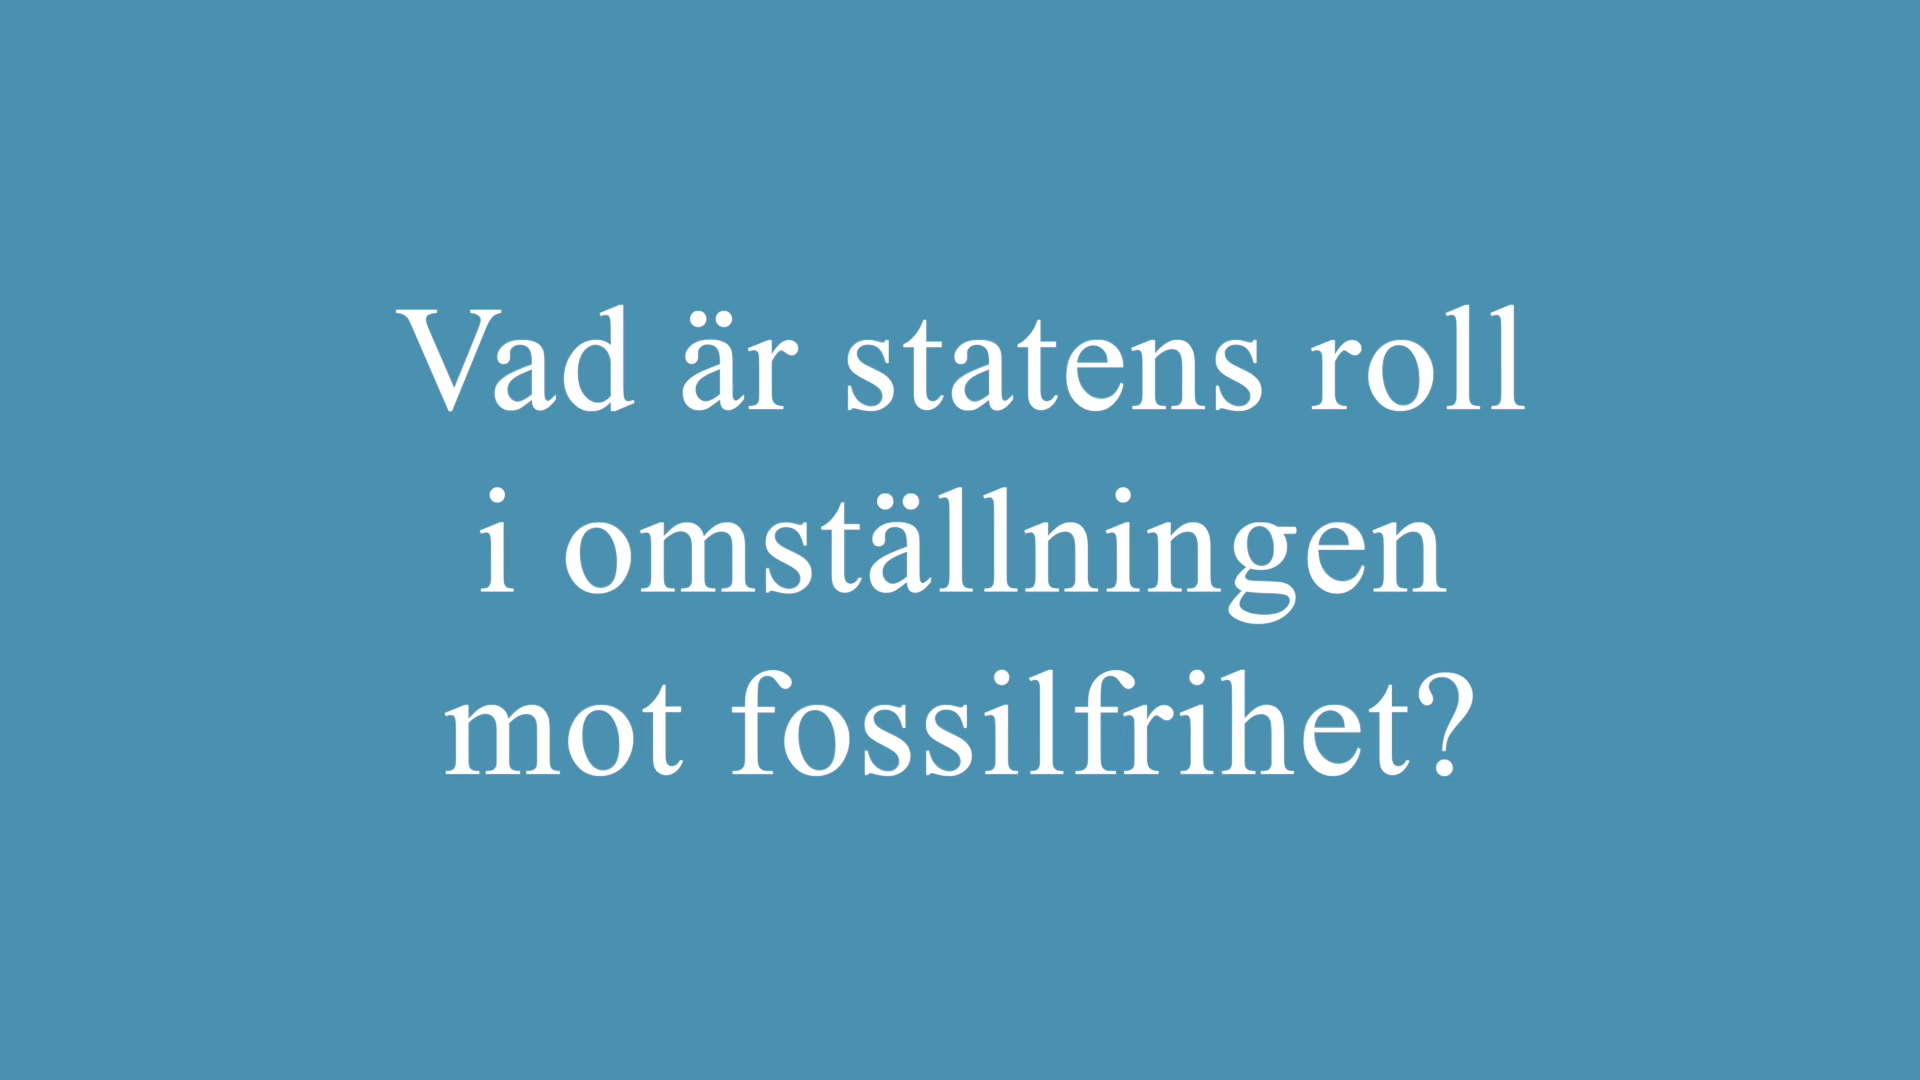 Vad är statens roll
i omställningen
mot fossilfrihet?